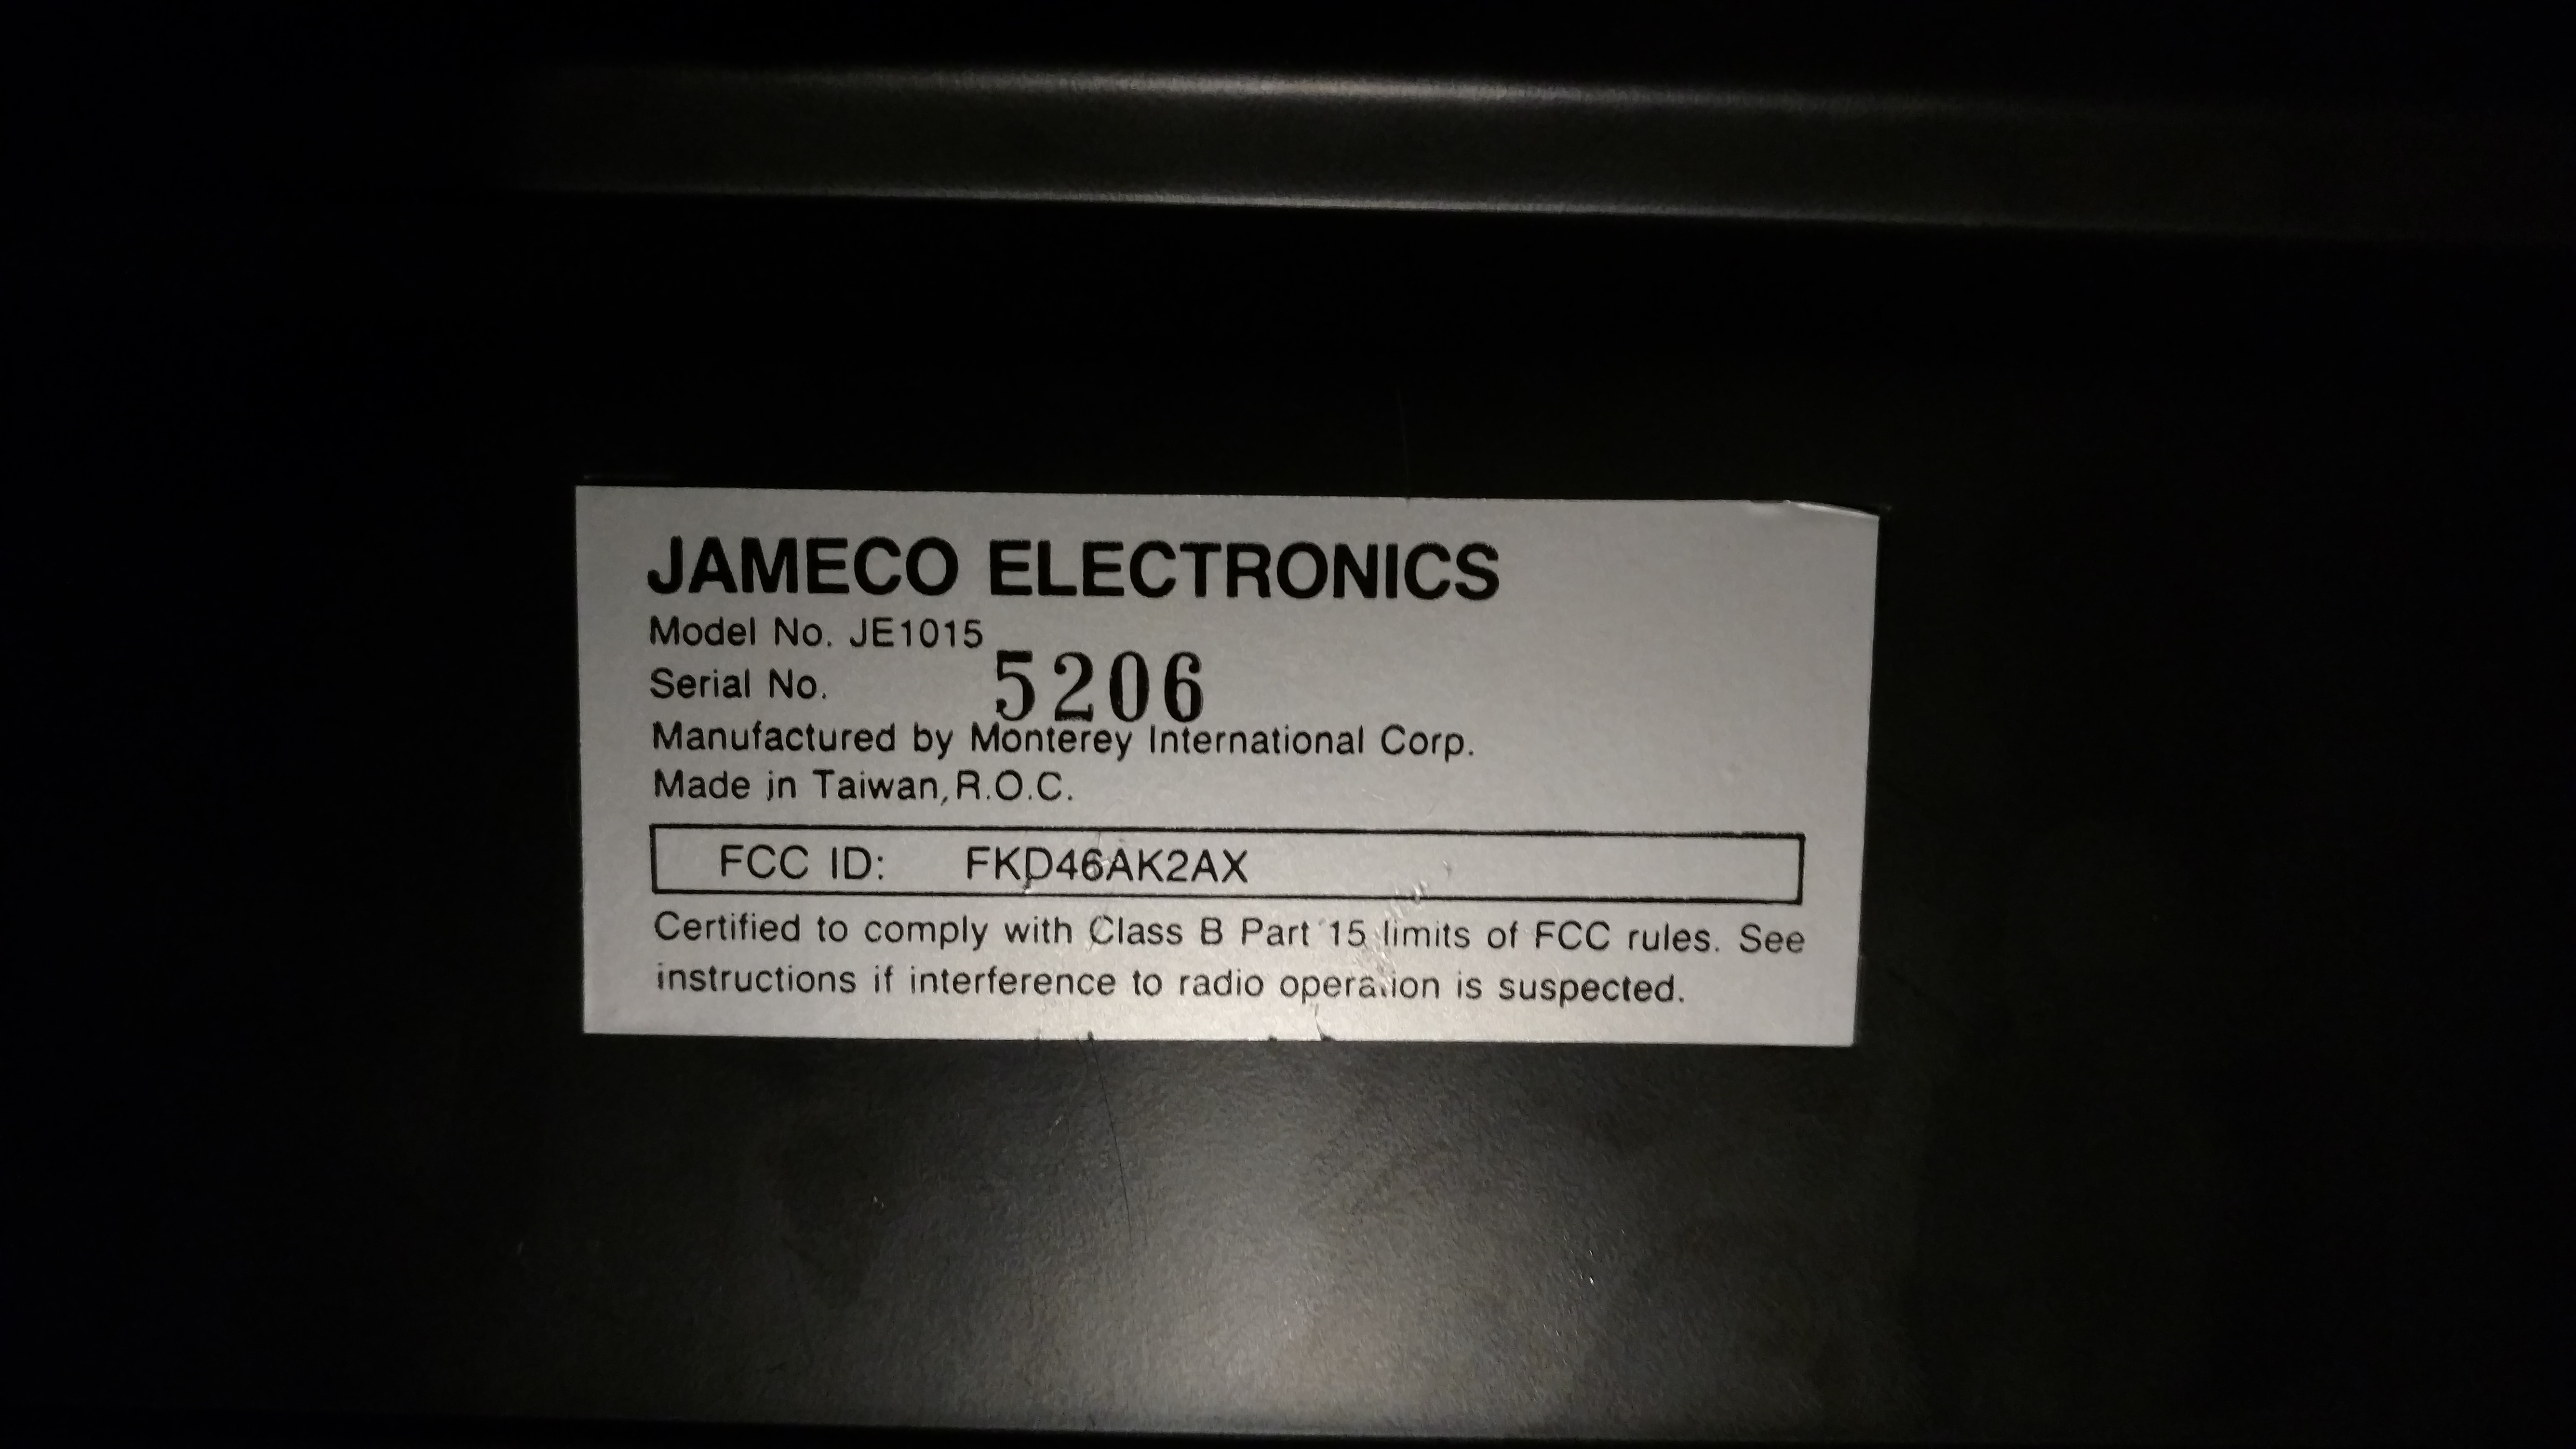 JAMECO ELECTRONICS
Model No. JE1015
Serial No. 5206
Manufactured by Monterey International Corp.
Made in Taiwan, R.O.C.
FCC ID: FKD46AK2AX
Certified to comply with Class B Part 15 limits of FCC rules. See
instructions if interference to radio operation is suspected.